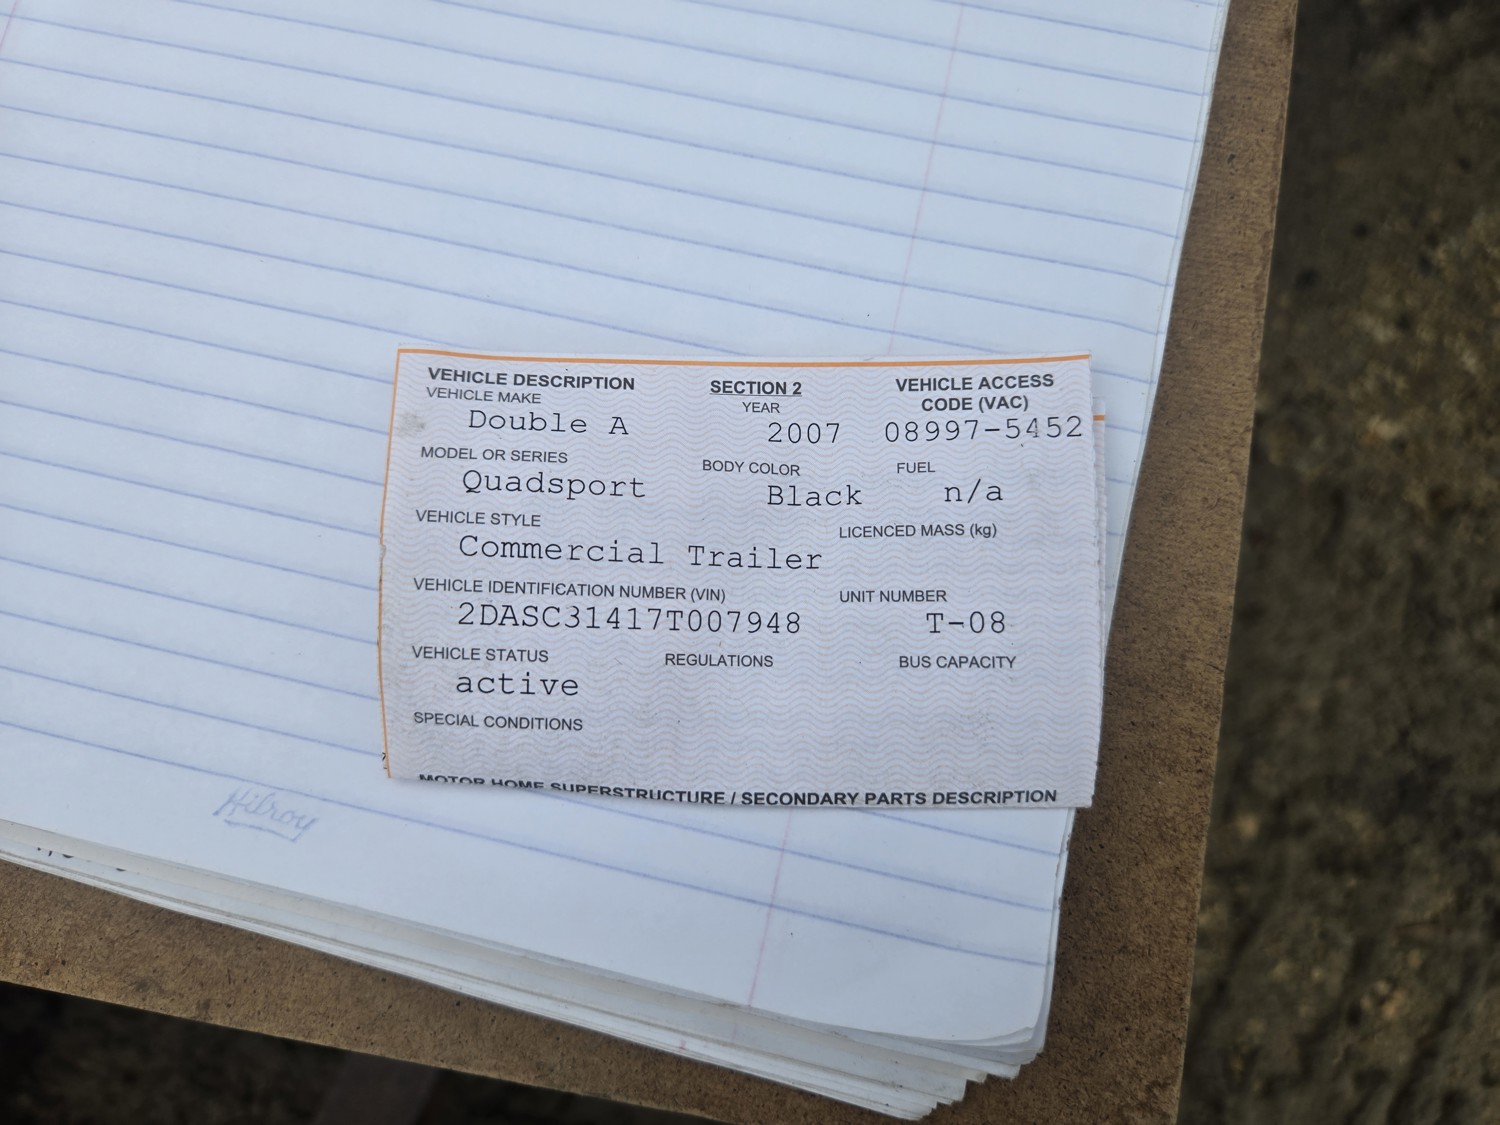 VEHICLE DESCRIPTION SECTION 2 VEHICLE ACCESS
VEHICLE MAKE YEAR CODE (VAC)
Double A 2007 08997-5452
MODEL OR SERIES BODY COLOR FUEL
Quadsport Black n/a
VEHICLE STYLE LICENCED MASS (kg)
Commercial Trailer
VEHICLE IDENTIFICATION NUMBER (VIN) UNIT NUMBER
2DASC31417T007948 T-08
VEHICLE STATUS REGULATIONS BUS CAPACITY
active
SPECIAL CONDITIONS
MOTOR HOME SUPERSTRUCTURE / SECONDARY PARTS DESCRIPTION
Hilroy